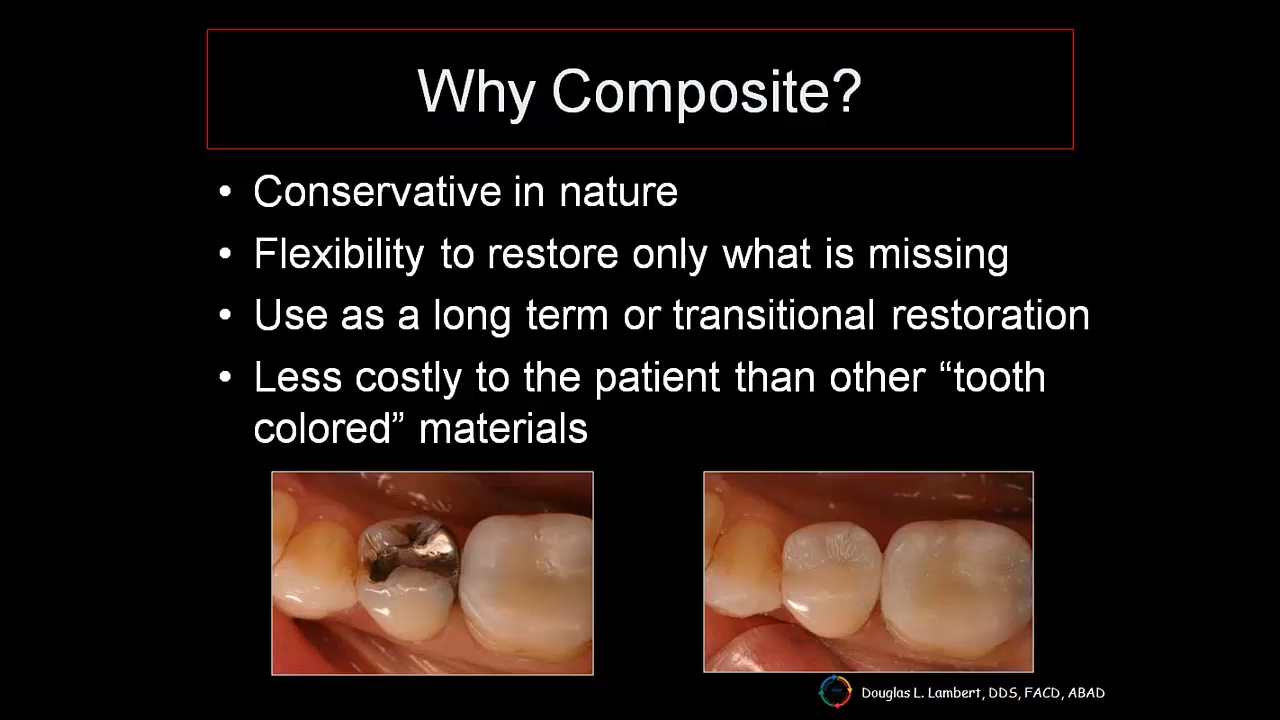 Why Composite?
• Conservative in nature
• Flexibility to restore only what is missing
• Use as a long term or transitional restoration
• Less costly to the patient than other “tooth
colored” materials
Douglas L. Lambert, DDS, FACD, ABAD